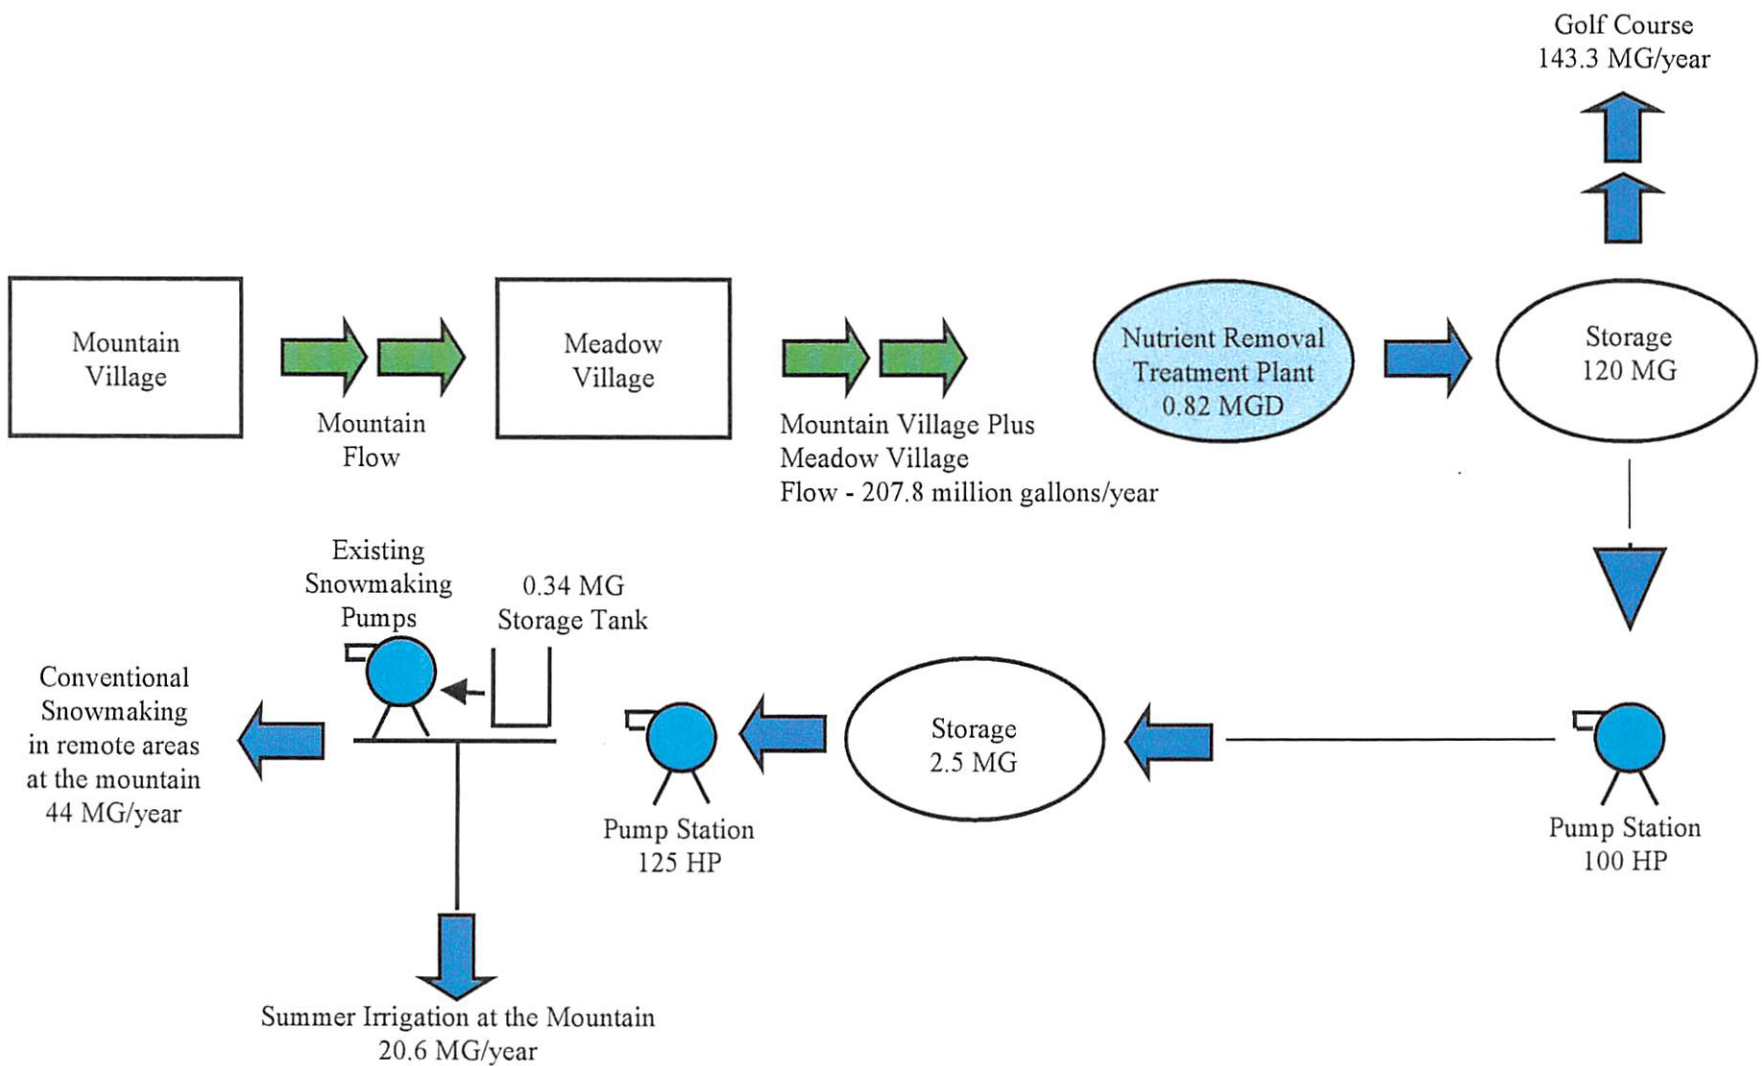 Golf Course
143.3 MG/year
Mountain
Village
Mountain
Flow
Meadow
Village
Mountain Village Plus
Meadow Village
Flow - 207.8 million gallons/year
Nutrient Removal
Treatment Plant
0.82 MGD
Storage
120 MG
Existing
Snowmaking
Pumps
0.34 MG
Storage Tank
Conventional
Snowmaking
in remote areas
at the mountain
44 MG/year
Pump Station
125 HP
Storage
2.5 MG
Pump Station
100 HP
Summer Irrigation at the Mountain
20.6 MG/year